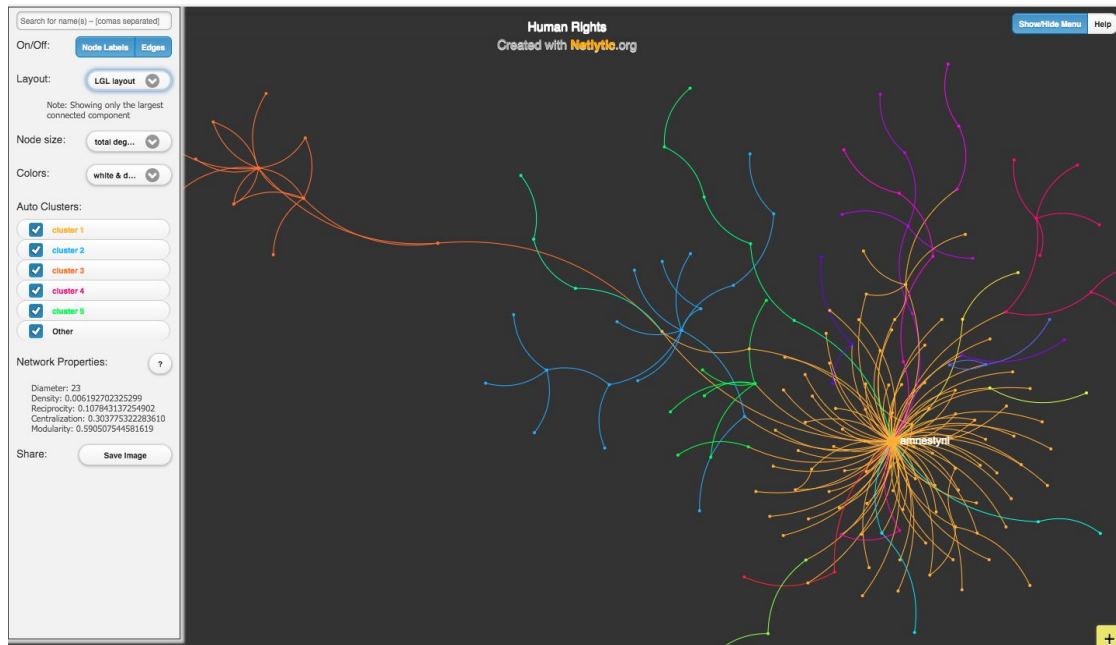 Search for name(s) – [comas separated]
On/Off:
Node Labels
Edges
Layout:
LGL layout
Note: Showing only the largest
connected component
Node size:
total deg...
Colors:
white & d...
Auto Clusters:
cluster 1
cluster 2
cluster 3
cluster 4
cluster 5
Other
Network Properties:
?
Diameter: 23
Density: 0.006192702325299
Reciprocity: 0.107843137254902
Centralization: 0.303775322283610
Modularity: 0.590507544581619
Share:
Save Image
Human Rights
Created with Netlytic.org
Show/Hide Menu
Help
amnestynl
+